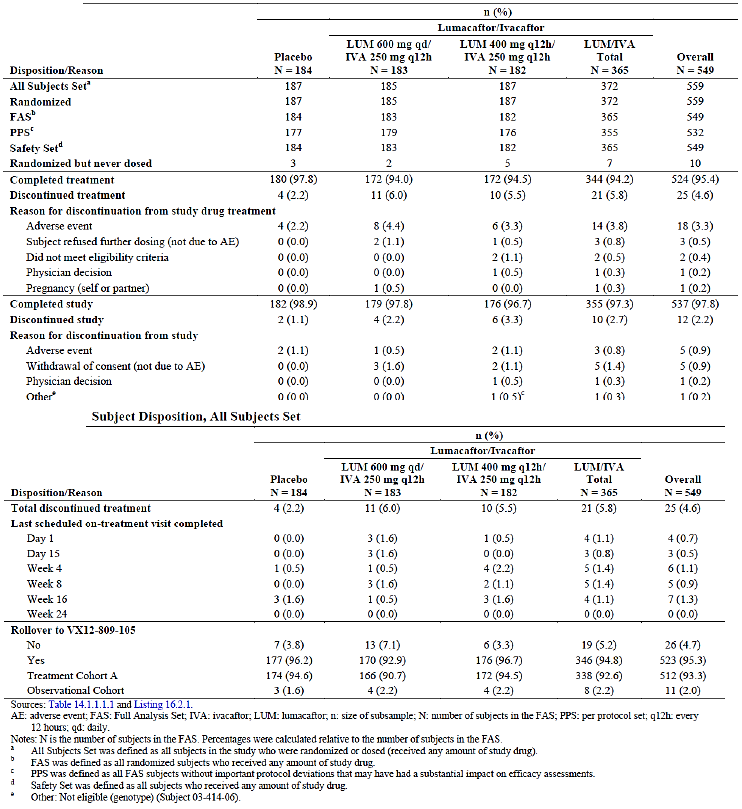 n (%)
Lumacaftor/Ivacaftor
Disposition/Reason Placebo N = 184 LUM 600 mg qd/ IVA 250 mg q12h N = 183 LUM 400 mg q12h/ IVA 250 mg q12h N = 182 LUM/IVA Total N = 365 Overall N = 549
All Subjects Setᵃ 187 185 187 372 559
Randomized 187 185 187 372 559
FASᵇ 184 183 182 365 549
PPSᶜ 177 179 176 355 532
Safety Setᵈ 184 183 182 365 549
Randomized but never dosed 3 2 5 7 10
Completed treatment 180 (97.8) 172 (94.0) 172 (94.5) 344 (94.2) 524 (95.4)
Discontinued treatment 4 (2.2) 11 (6.0) 10 (5.5) 21 (5.8) 25 (4.6)
Reason for discontinuation from study drug treatment
Adverse event 4 (2.2) 8 (4.4) 6 (3.3) 14 (3.8) 18 (3.3)
Subject refused further dosing (not due to AE) 0 (0.0) 2 (1.1) 1 (0.5) 3 (0.8) 3 (0.5)
Did not meet eligibility criteria 0 (0.0) 0 (0.0) 2 (1.1) 2 (0.5) 2 (0.4)
Physician decision 0 (0.0) 0 (0.0) 1 (0.5) 1 (0.3) 1 (0.2)
Pregnancy (self or partner) 0 (0.0) 1 (0.5) 0 (0.0) 1 (0.3) 1 (0.2)
Completed study 182 (98.9) 179 (97.8) 176 (96.7) 355 (97.3) 537 (97.8)
Discontinued study 2 (1.1) 4 (2.2) 6 (3.3) 10 (2.7) 12 (2.2)
Reason for discontinuation from study
Adverse event 2 (1.1) 1 (0.5) 2 (1.1) 3 (0.8) 5 (0.9)
Withdrawal of consent (not due to AE) 0 (0.0) 3 (1.6) 2 (1.1) 5 (1.4) 5 (0.9)
Physician decision 0 (0.0) 0 (0.0) 1 (0.5) 1 (0.3) 1 (0.2)
Otherᵉ 0 (0.0) 0 (0.0) 1 (0.5)ᶜ 1 (0.3) 1 (0.2)
Subject Disposition, All Subjects Set
n (%)
Lumacaftor/Ivacaftor
Disposition/Reason Placebo N = 184 LUM 600 mg qd/ IVA 250 mg q12h N = 183 LUM 400 mg q12h/ IVA 250 mg q12h N = 182 LUM/IVA Total N = 365 Overall N = 549
Total discontinued treatment 4 (2.2) 11 (6.0) 10 (5.5) 21 (5.8) 25 (4.6)
Last scheduled on-treatment visit completed
Day 1 0 (0.0) 3 (1.6) 1 (0.5) 4 (1.1) 4 (0.7)
Day 15 0 (0.0) 3 (1.6) 0 (0.0) 3 (0.8) 3 (0.5)
Week 4 1 (0.5) 1 (0.5) 4 (2.2) 5 (1.4) 6 (1.1)
Week 8 0 (0.0) 3 (1.6) 2 (1.1) 5 (1.4) 5 (0.9)
Week 16 3 (1.6) 1 (0.5) 3 (1.6) 4 (1.1) 7 (1.3)
Week 24 0 (0.0) 0 (0.0) 0 (0.0) 0 (0.0) 0 (0.0)
Rollover to VX12-809-105
No 7 (3.8) 13 (7.1) 6 (3.3) 19 (5.2) 26 (4.7)
Yes 177 (96.2) 170 (92.9) 176 (96.7) 346 (94.8) 523 (95.3)
Treatment Cohort A 174 (94.6) 166 (90.7) 172 (94.5) 338 (92.6) 512 (93.3)
Observational Cohort 3 (1.6) 4 (2.2) 4 (2.2) 8 (2.2) 11 (2.0)
Sources: Table 14.1.1.1.1 and Listing 16.2.1.
AE: adverse event; FAS: Full Analysis Set; IVA: ivacaftor; LUM: lumacaftor, n: size of subsample; N: number of subjects in the FAS; PPS: per protocol set; q12h: every
12 hours; qd: daily.
Notes: N is the number of subjects in the FAS. Percentages were calculated relative to the number of subjects in the FAS.
ᵃ All Subjects Set was defined as all subjects in the study who were randomized or dosed (received any amount of study drug).
ᵇ FAS was defined as all randomized subjects who received any amount of study drug.
ᶜ PPS was defined as all FAS subjects without important protocol deviations that may have had a substantial impact on efficacy assessments.
ᵈ Safety Set was defined as all subjects who received any amount of study drug.
ᵉ Other: Not eligible (genotype) (Subject 03-414-06).